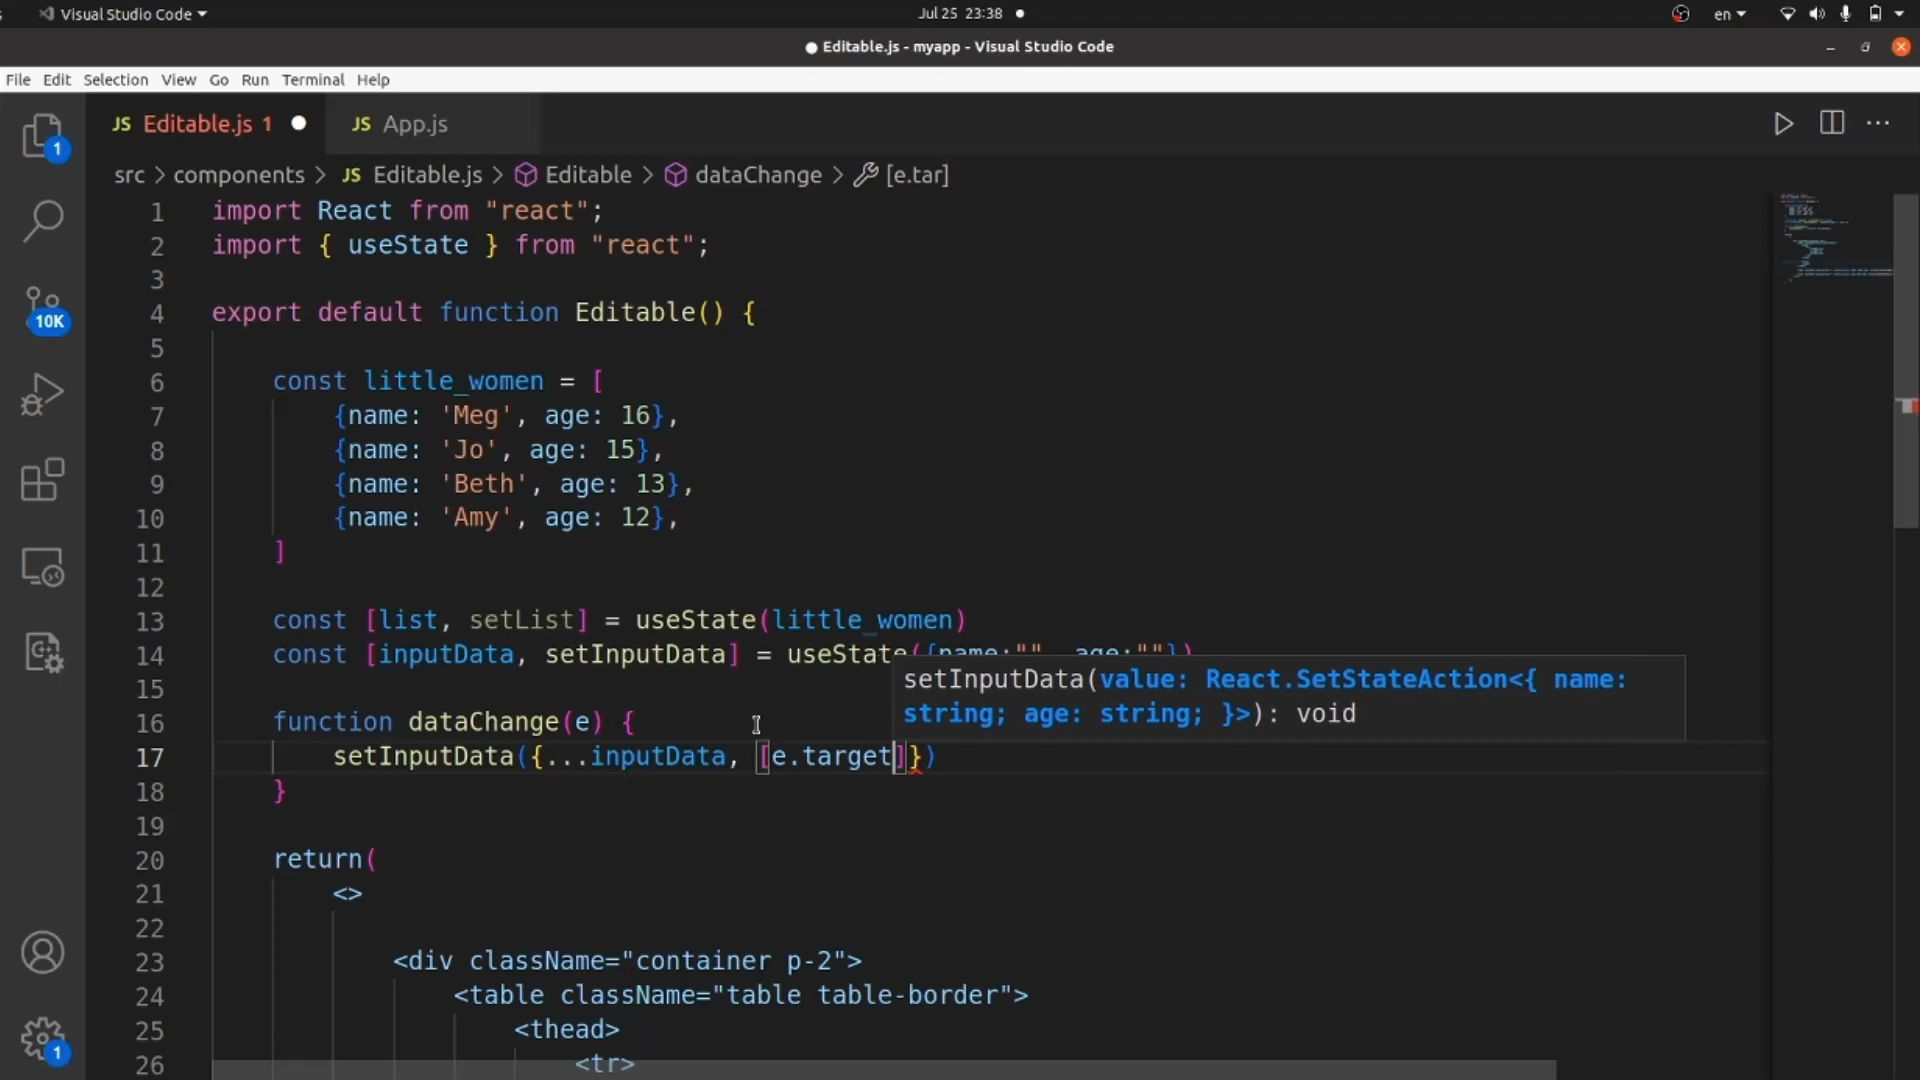 Visual Studio Code
Jul 25 23:38
en
Editable.js - myapp - Visual Studio Code
File Edit Selection View Go Run Terminal Help
JS Editable.js 1
JS App.js
src > components > JS Editable.js > Editable > dataChange > [e.tar]
1 import React from "react";
2 import { useState } from "react";
3
4 export default function Editable() {
5
6 const little_women = [
7 {name: 'Meg', age: 16},
8 {name: 'Jo', age: 15},
9 {name: 'Beth', age: 13},
10 {name: 'Amy', age: 12},
11 ]
12
13 const [list, setList] = useState(little_women)
14 const [inputData, setInputData] = useState({name:"", age:""})
setInputData(value: React.SetStateAction<{ name:
string; age: string; }>): void
15
16 function dataChange(e) {
17 setInputData({...inputData, [e.target]})
18 }
19
20 return(
21 <>
22
23 <div className="container p-2">
24 <table className="table table-border">
25 <thead>
26 <tr>
1
10K
1